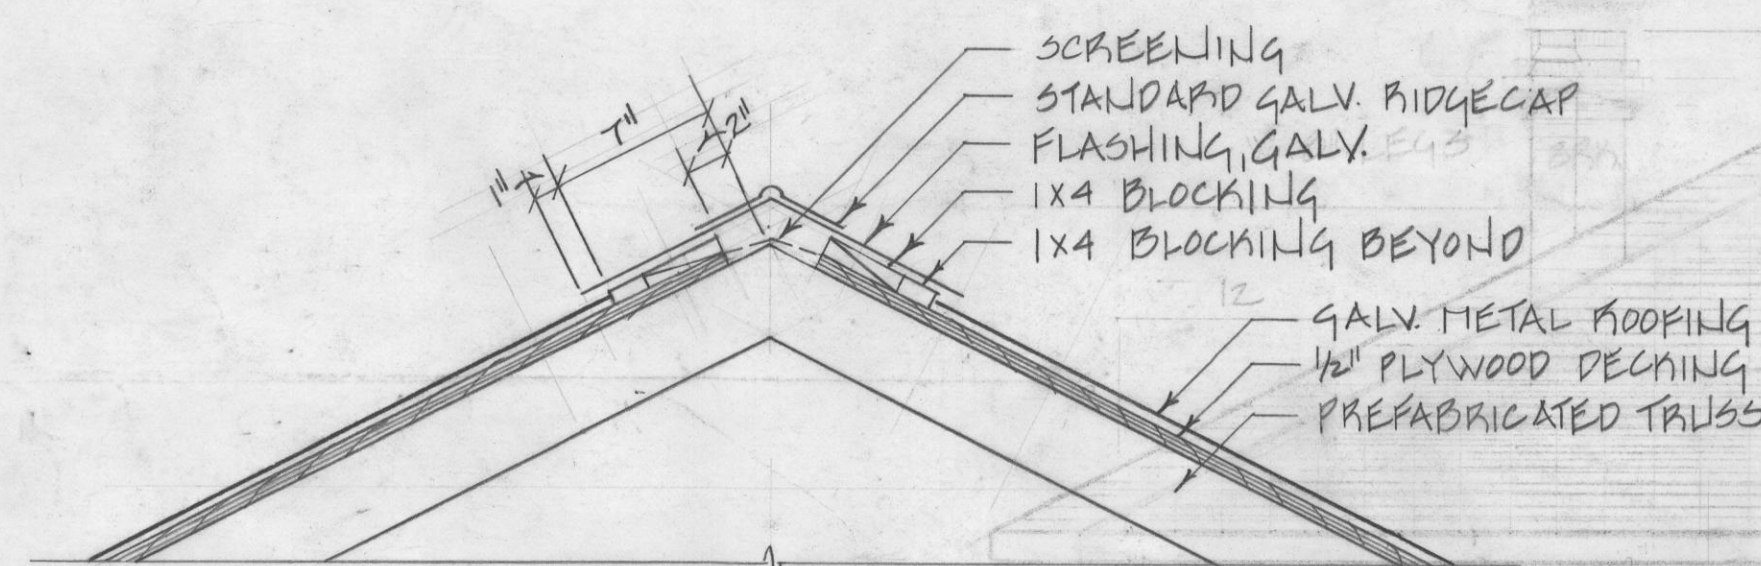 SCREENING
STANDARD GALV. RIDGECAP
FLASHING, GALV.
1X4 BLOCKING
1X4 BLOCKING BEYOND
GALV. METAL ROOFING
1/2" PLYWOOD DECKING
PREFABRICATED TRUSS
1"
7"
2"
12